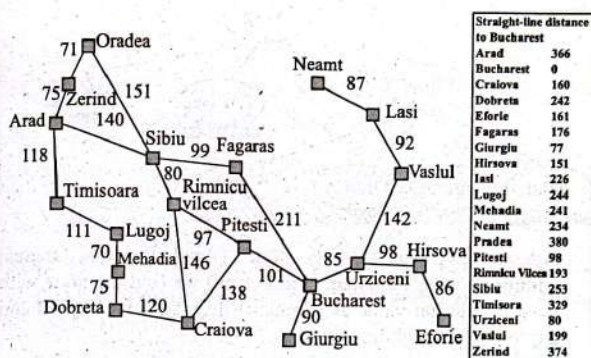 Oradea
71
Neamt
87
75
Zerind
151
Lasi
Arad
140
Sibiu
Fagaras
92
118
99
80
Vaslul
Timisoara
Rimnicu
vilcea
111
Lugoj
Pitesti
211
142
97
70
Mehadia
146
85
98
Hirsova
101
Urziceni
75
138
Bucharest
86
Dobreta
120
90
Craiova
Giurgiu
Eforie
Straight-line distance
to Bucharest
Arad 366
Bucharest 0
Craiova 160
Dobreta 242
Eforie 161
Fagaras 176
Giurgiu 77
Hirsova 151
Iasi 226
Lugoj 244
Mehadia 241
Neamt 234
Pradea 380
Pitesti 98
Rimnicu Vilcea 193
Sibiu 253
Timisora 329
Urziceni 80
Vaslui 199
Zerind 374